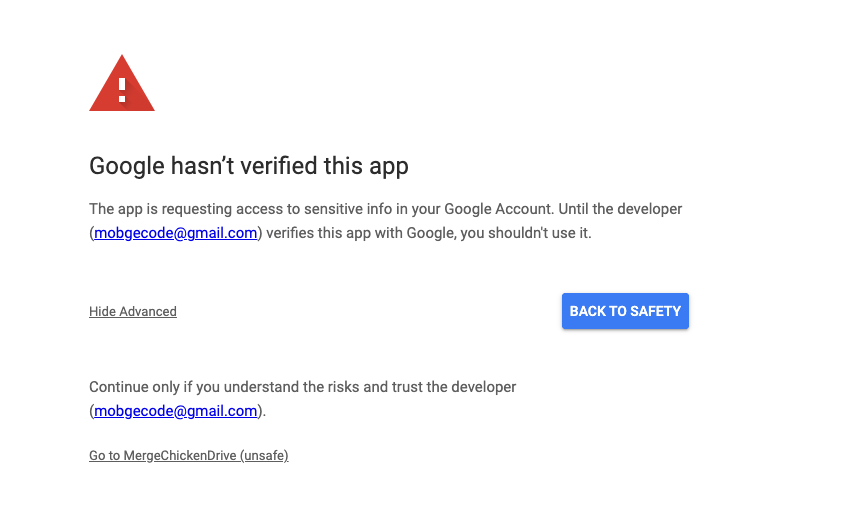 Google hasn’t verified this app
The app is requesting access to sensitive info in your Google Account. Until the developer
(mobgecode@gmail.com) verifies this app with Google, you shouldn't use it.
Hide Advanced
BACK TO SAFETY
Continue only if you understand the risks and trust the developer
(mobgecode@gmail.com).
Go to MergeChickenDrive (unsafe)